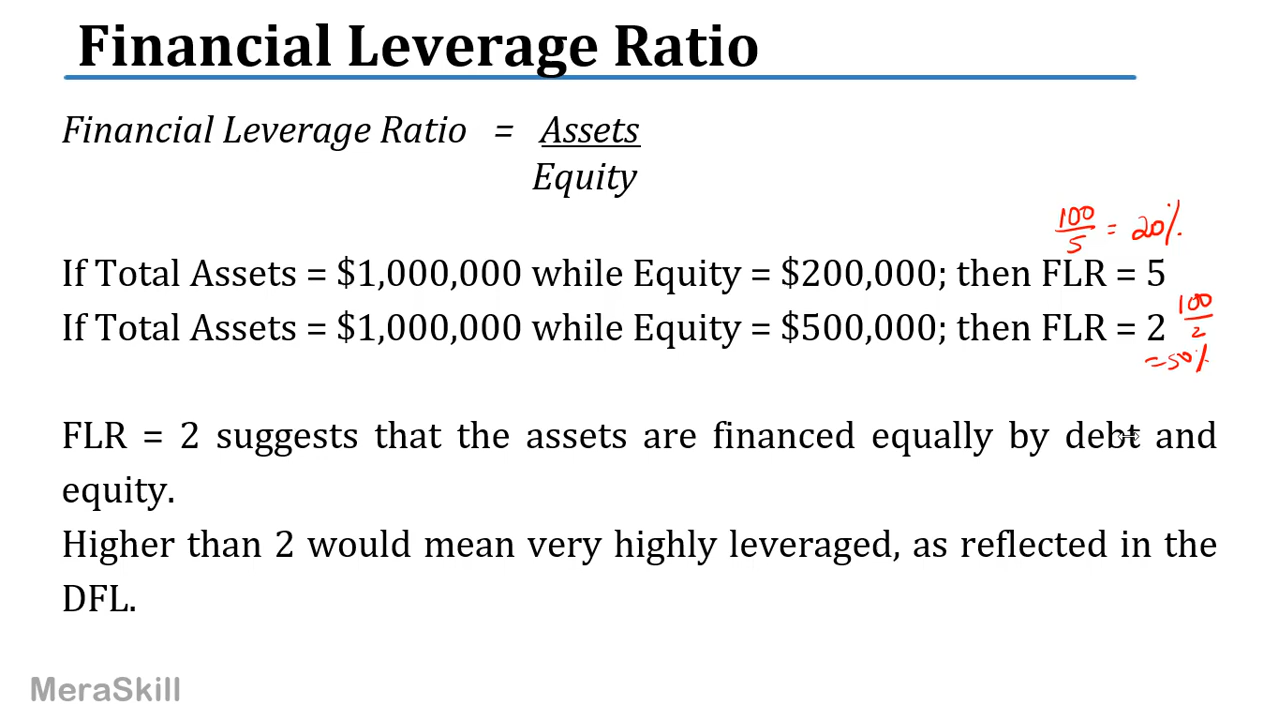 Financial Leverage Ratio
Financial Leverage Ratio = Assets
Equity
100
5 = 20%
If Total Assets = $1,000,000 while Equity = $200,000; then FLR = 5
If Total Assets = $1,000,000 while Equity = $500,000; then FLR = 2
100
2
=50%
FLR = 2 suggests that the assets are financed equally by debt and
equity.
Higher than 2 would mean very highly leveraged, as reflected in the
DFL.
MeraSkill